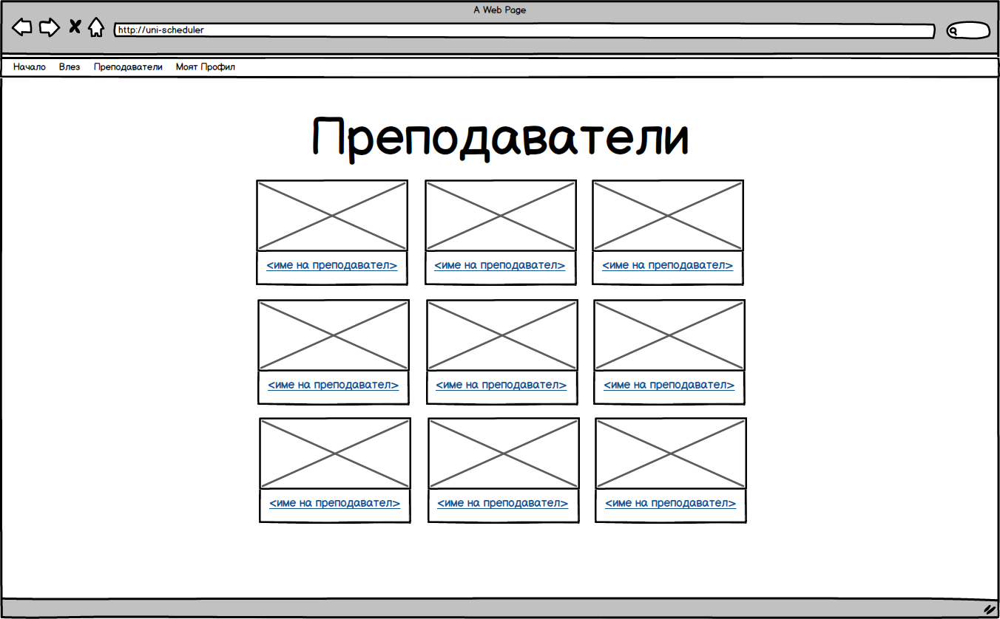 A Web Page
http://uni-scheduler
Начало Влез Преподаватели Моят Профил
Преподаватели
<име на преподавател> <име на преподавател> <име на преподавател>
<име на преподавател> <име на преподавател> <име на преподавател>
<име на преподавател> <име на преподавател> <име на преподавател>